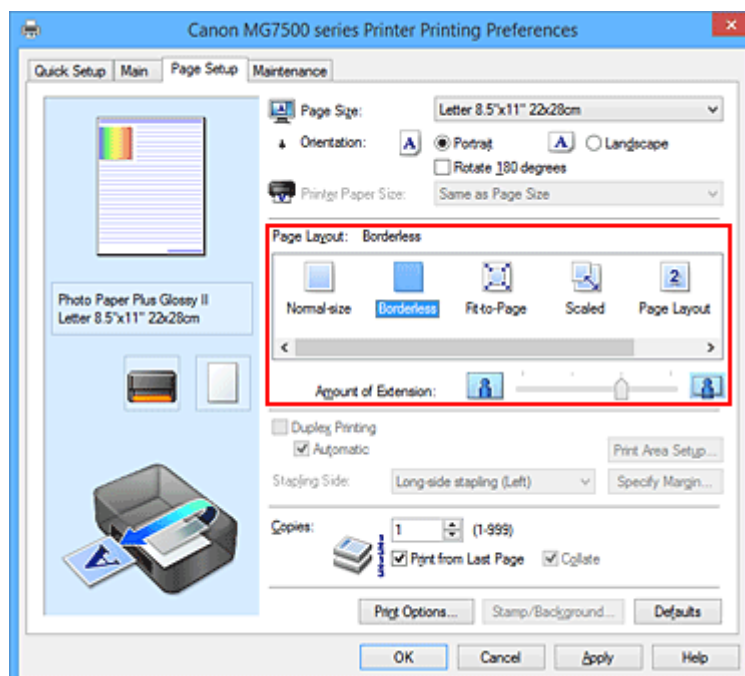 Canon MG7500 series Printer Printing Preferences
Quick Setup Main Page Setup Maintenance
Page Size: Letter 8.5"x11" 22x28cm
Orientation: A Portrait A Landscape
Rotate 180 degrees
Printer Paper Size: Same as Page Size
Page Layout: Borderless
Normal-size Borderless Fit-to-Page Scaled 2 Page Layout
Amount of Extension:
Photo Paper Plus Glossy II
Letter 8.5"x11" 22x28cm
Duplex Printing
Automatic Print Area Setup...
Stapling Side: Long-side stapling (Left) Specify Margin...
Copies: 1 (1-999)
Print from Last Page Collate
Print Options... Stamp/Background... Defaults
OK Cancel Apply Help